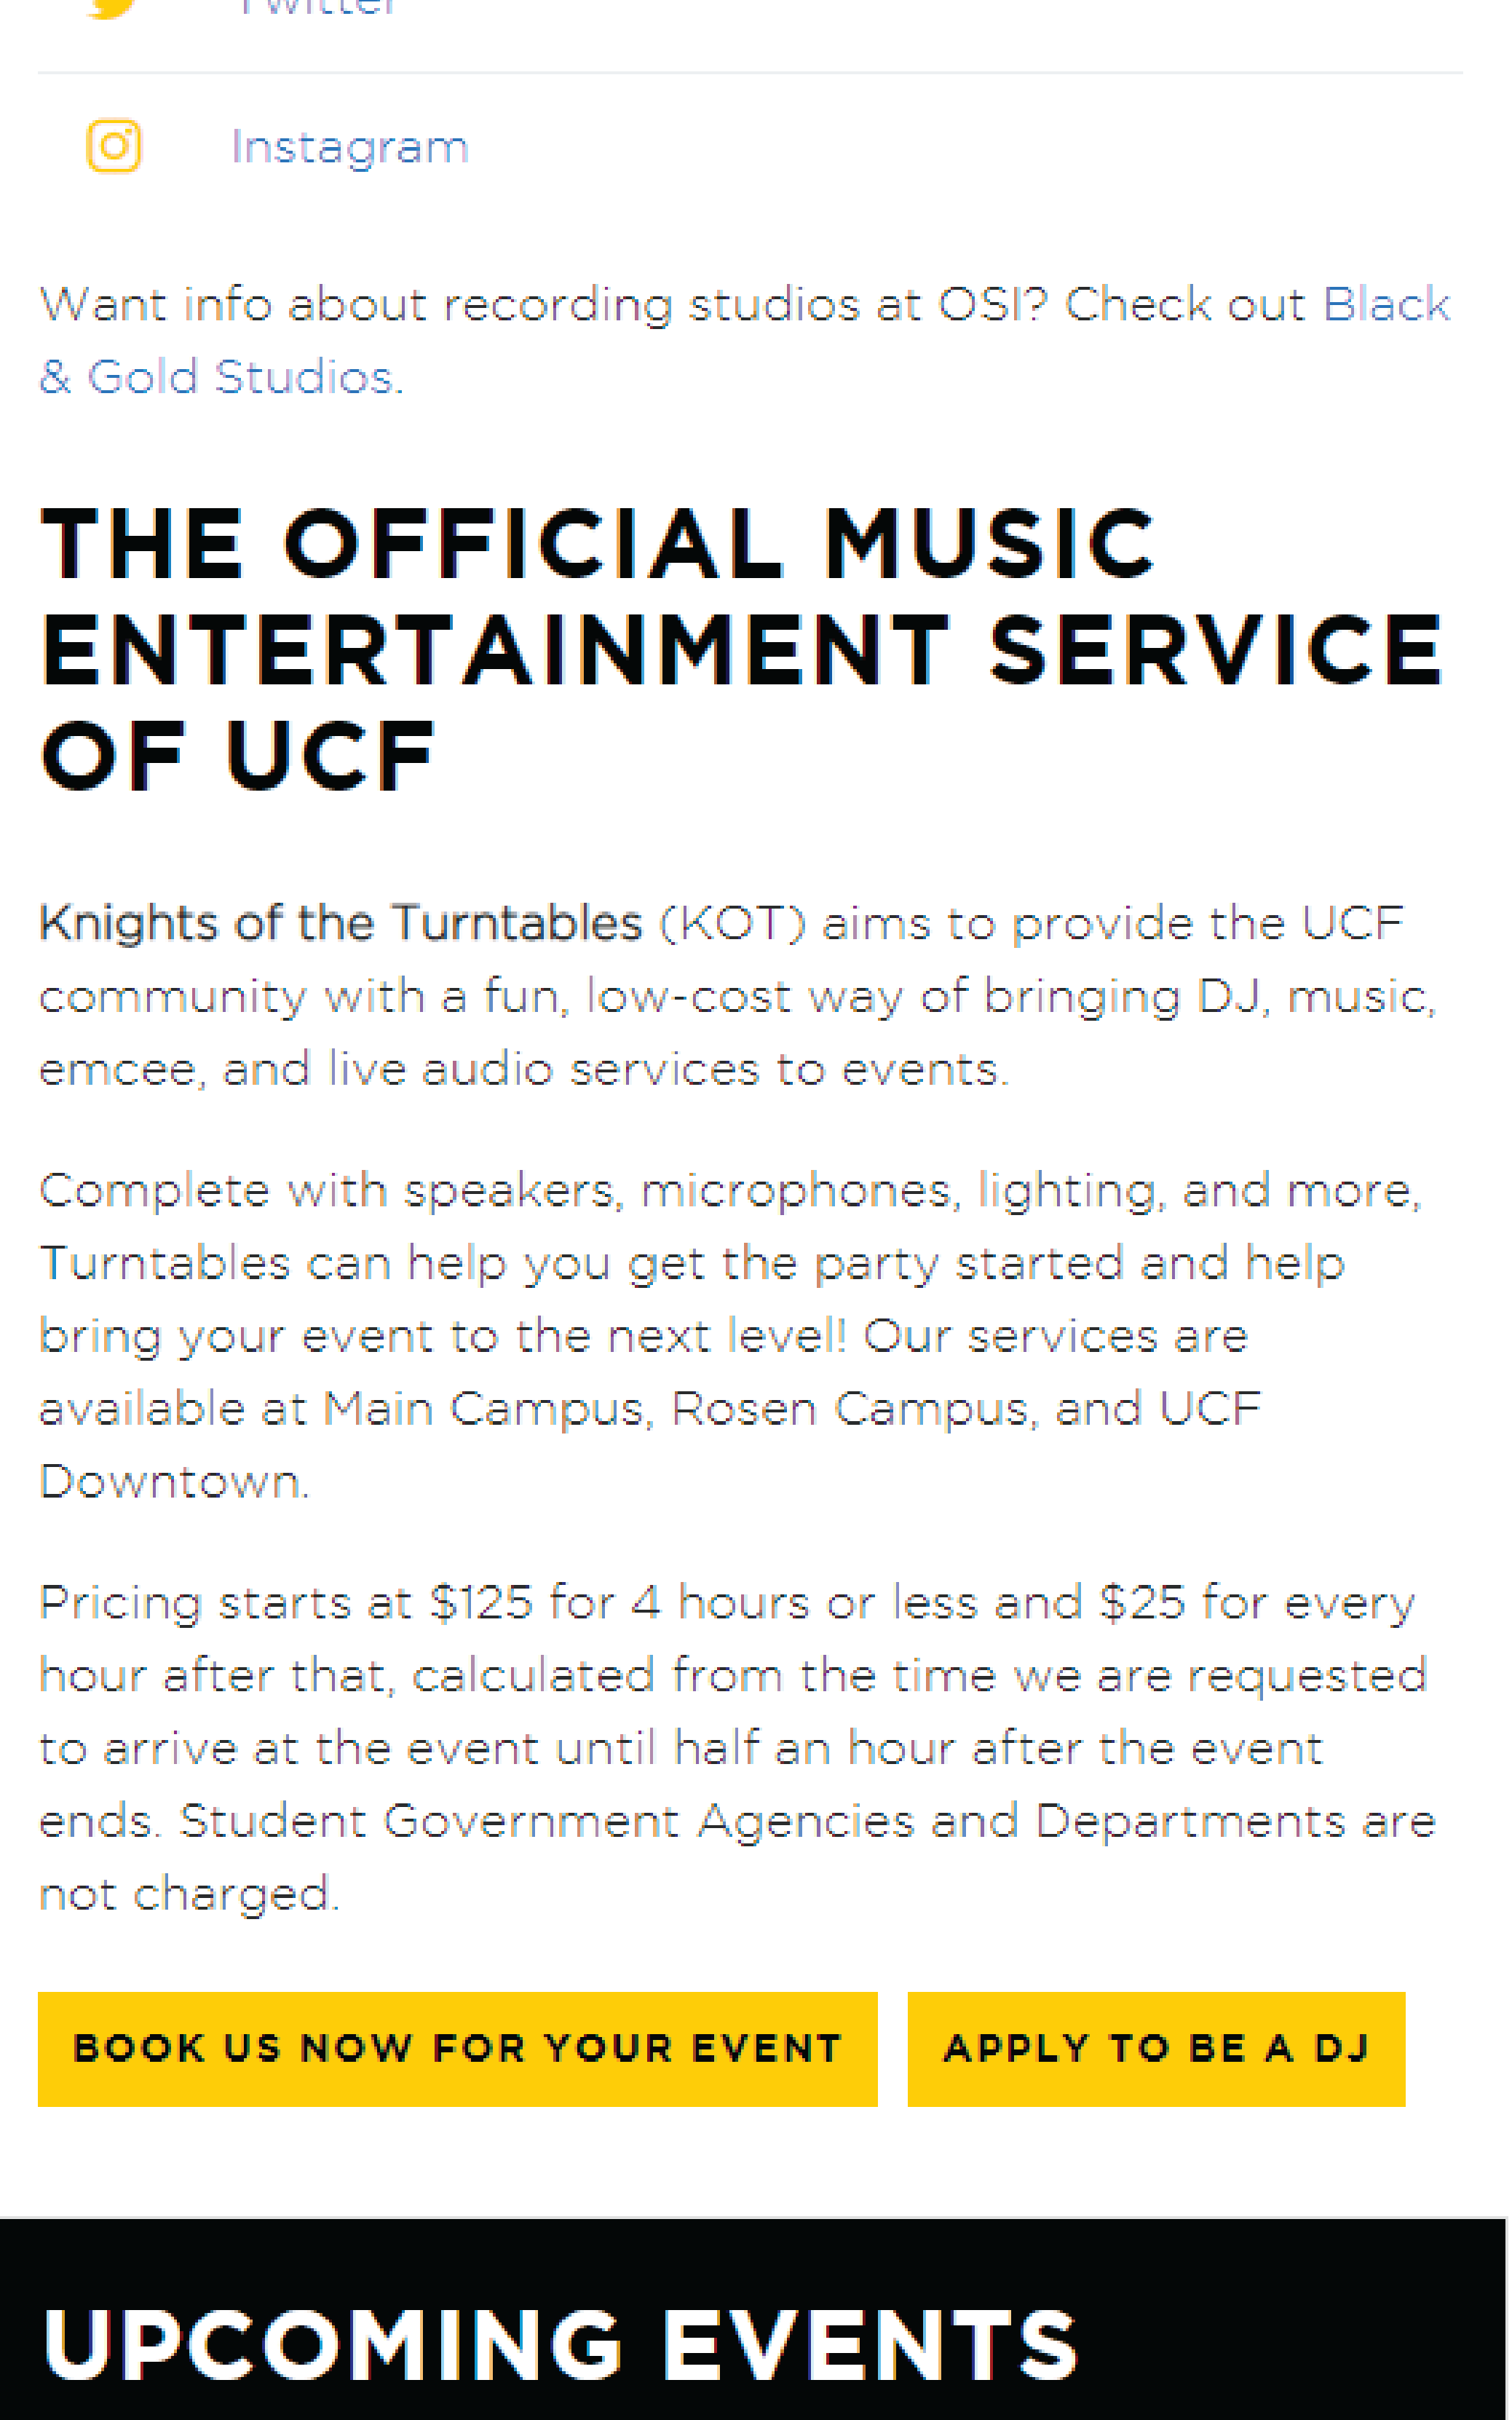 Twitter
Instagram
Want info about recording studios at OSI? Check out Black
& Gold Studios.
THE OFFICIAL MUSIC
ENTERTAINMENT SERVICE
OF UCF
Knights of the Turntables (KOT) aims to provide the UCF
community with a fun, low-cost way of bringing DJ, music,
emcee, and live audio services to events.
Complete with speakers, microphones, lighting, and more,
Turntables can help you get the party started and help
bring your event to the next level! Our services are
available at Main Campus, Rosen Campus, and UCF
Downtown.
Pricing starts at $125 for 4 hours or less and $25 for every
hour after that, calculated from the time we are requested
to arrive at the event until half an hour after the event
ends. Student Government Agencies and Departments are
not charged.
BOOK US NOW FOR YOUR EVENT APPLY TO BE A DJ
UPCOMING EVENTS